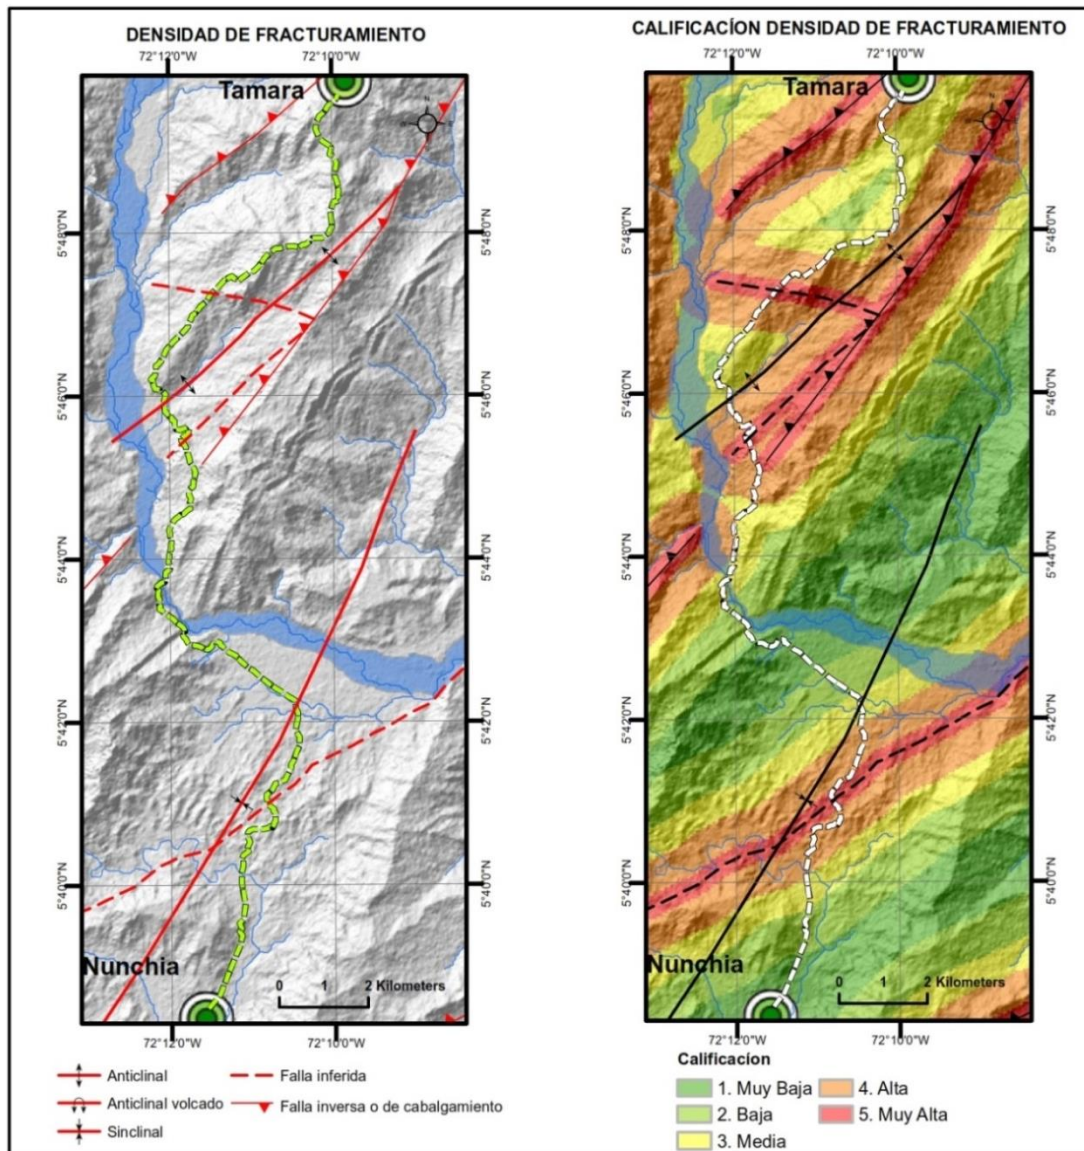 DENSIDAD DE FRACTURAMIENTO
72°12'0"W
72°10'0"W
Tamara
N
5°48'0"N
5°48'0"N
5°46'0"N
5°46'0"N
5°44'0"N
5°44'0"N
5°42'0"N
5°42'0"N
5°40'0"N
5°40'0"N
Nunchia
0 1 2 Kilometers
72°12'0"W
72°10'0"W
Anticlinal
Anticlinal volcado
Sinclinal
Falla inferida
Falla inversa o de cabalgamiento
CALIFICACÍON DENSIDAD DE FRACTURAMIENTO
72°12'0"W
72°10'0"W
Tamara
N
5°48'0"N
5°48'0"N
5°46'0"N
5°46'0"N
5°44'0"N
5°44'0"N
5°42'0"N
5°42'0"N
5°40'0"N
5°40'0"N
Nunchia
0 1 2 Kilometers
72°12'0"W
72°10'0"W
Calificacíon
1. Muy Baja
2. Baja
3. Media
4. Alta
5. Muy Alta